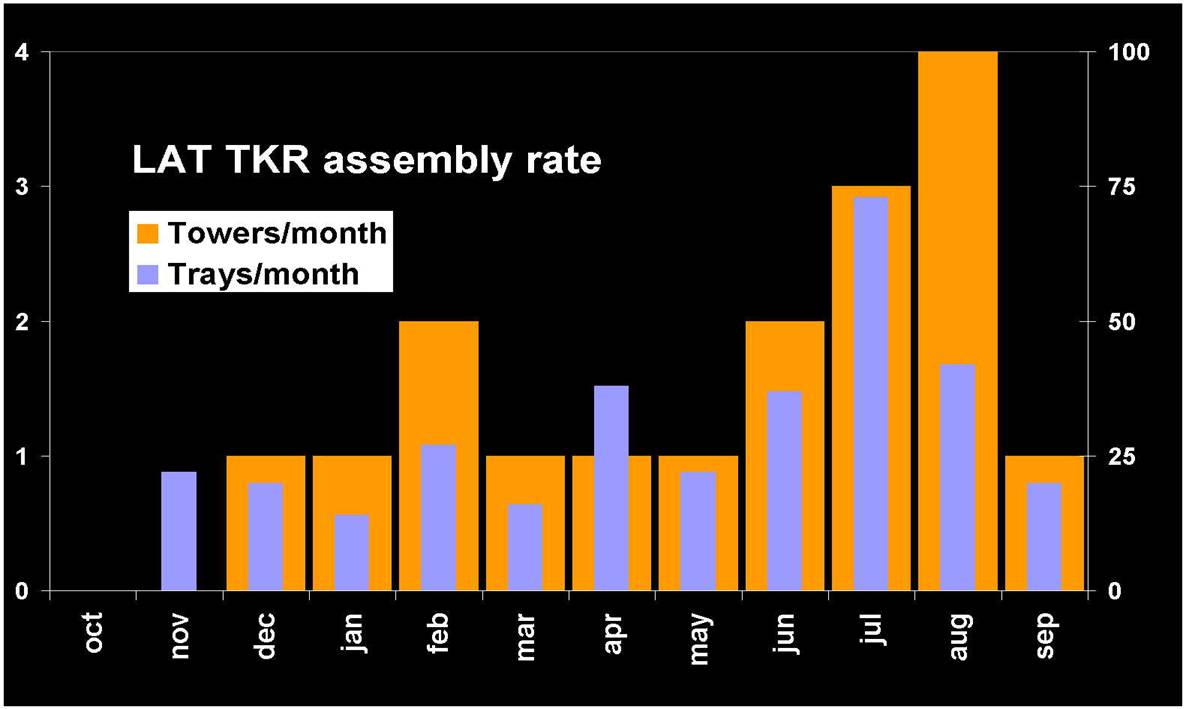 LAT TKR assembly rate
Towers/month
Trays/month
4
3
2
1
0
100
75
50
25
0
oct
nov
dec
jan
feb
mar
apr
may
jun
jul
aug
sep